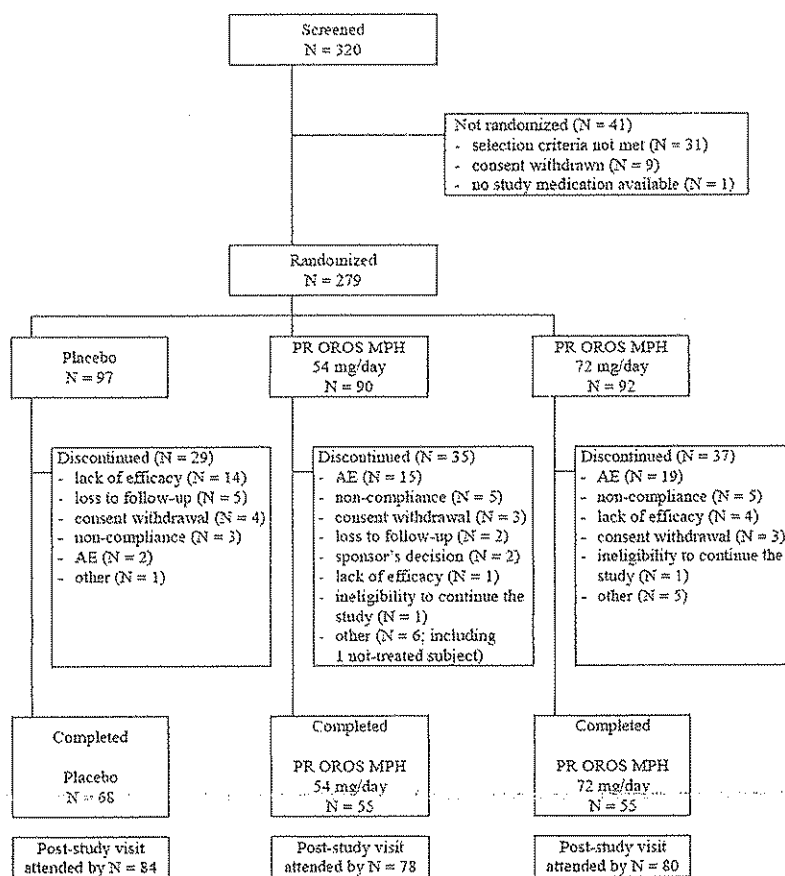 Screened
N = 320
Not randomized (N = 41)
- selection criteria not met (N = 31)
- consent withdrawn (N = 9)
- no study medication available (N = 1)
Randomized
N = 279
Placebo
N = 97
PR OROS MPH
54 mg/day
N = 90
PR OROS MPH
72 mg/day
N = 92
Discontinued (N = 29)
- lack of efficacy (N = 14)
- loss to follow-up (N = 5)
- consent withdrawal (N = 4)
- non-compliance (N = 3)
- AE (N = 2)
- other (N = 1)
Discontinued (N = 35)
- AE (N = 15)
- non-compliance (N = 5)
- consent withdrawal (N = 3)
- loss to follow-up (N = 2)
- sponsor's decision (N = 2)
- lack of efficacy (N = 1)
- ineligibility to continue the
study (N = 1)
- other (N = 6; including
1 not-treated subject)
Discontinued (N = 37)
- AE (N = 19)
- non-compliance (N = 5)
- lack of efficacy (N = 4)
- consent withdrawal (N = 3)
- ineligibility to continue the
study (N = 1)
- other (N = 5)
Completed
Placebo
N = 68
Completed
PR OROS MPH
54 mg/day
N = 55
Completed
PR OROS MPH
72 mg/day
N = 55
Post-study visit
attended by N = 84
Post-study visit
attended by N = 78
Post-study visit
attended by N = 80